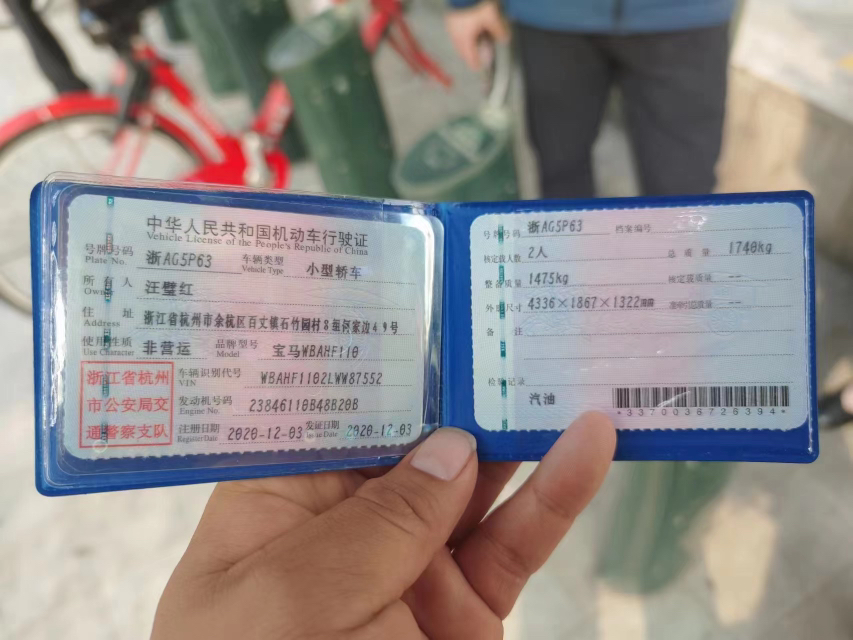 中华人民共和国机动车行驶证
Vehicle License of the People's Republic of China
号牌号码 浙AG5P63 车辆类型 小型轿车
Plate No. Vehicle Type
所有人 汪璧红
Owner
住址 浙江省杭州市余杭区百丈镇石竹园村3组何家边49号
Address
使用性质 非营运 品牌型号 宝马WBAHF110
Use Character Model
浙江省杭州
市公安局交
通警察支队
车辆识别代号 WBAHF1102LWW87552
VIN
发动机号码 23846110B48B20B
Engine No.
注册日期 2020-12-03 发证日期 2020-12-03
Register Date Issue Date
号牌号码 浙AG5P63 档案编号
核定载人数 2人 总质量 1740kg
整备质量 1475kg 核定载质量 --
外廓尺寸 4336×1867×1322mm 准牵引总质量 --
备注
检验记录
汽油
*3370036728394*